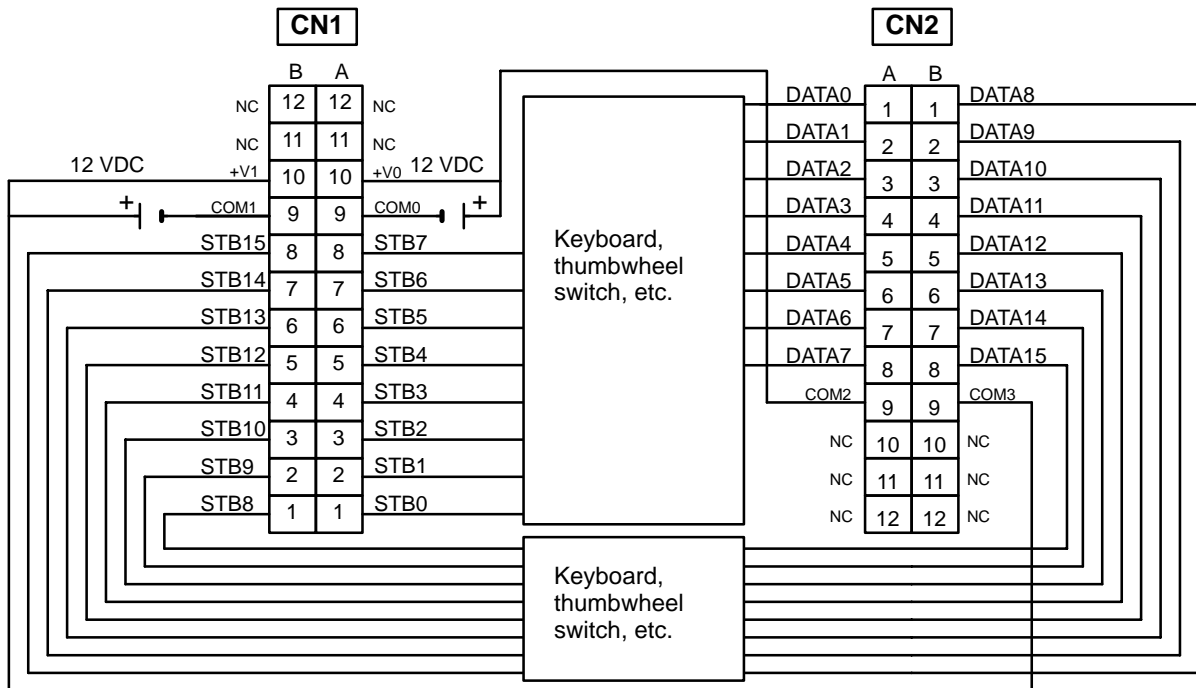 CN1 CN2
B A A B
NC 12 12 NC DATA0 1 1 DATA8
NC 11 11 NC DATA1 2 2 DATA9
12 VDC +V1 10 10 +V0 12 VDC DATA2 3 3 DATA10
+ COM1 9 9 COM0 + DATA3 4 4 DATA11
STB15 8 8 STB7 DATA4 5 5 DATA12
STB14 7 7 STB6 DATA5 6 6 DATA13
STB13 6 6 STB5 DATA6 7 7 DATA14
STB12 5 5 STB4 DATA7 8 8 DATA15
STB11 4 4 STB3 COM2 9 9 COM3
STB10 3 3 STB2 NC 10 10 NC
STB9 2 2 STB1 NC 11 11 NC
STB8 1 1 STB0 NC 12 12 NC
Keyboard,
thumbwheel
switch, etc.
Keyboard,
thumbwheel
switch, etc.